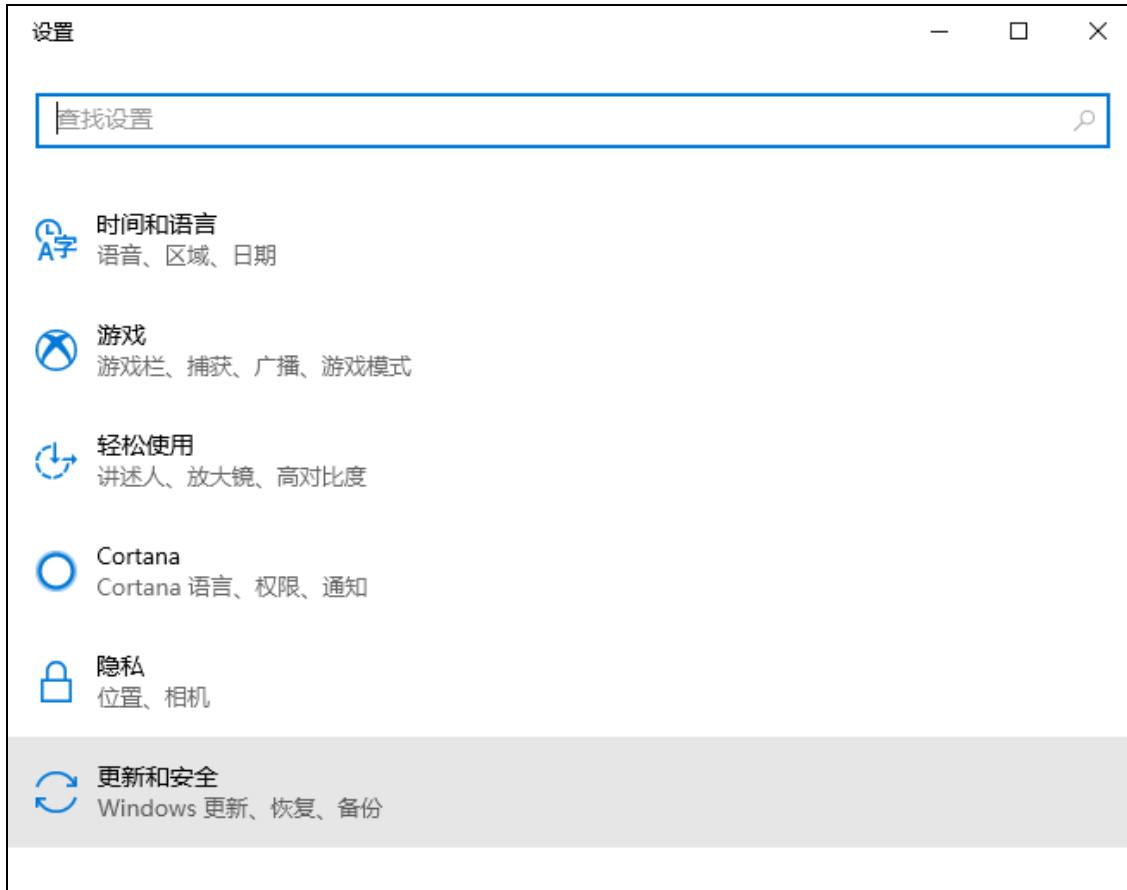 设置
查找设置
时间和语言
语音、区域、日期
游戏
游戏栏、捕获、广播、游戏模式
轻松使用
讲述人、放大镜、高对比度
Cortana
Cortana 语言、权限、通知
隐私
位置、相机
更新和安全
Windows 更新、恢复、备份